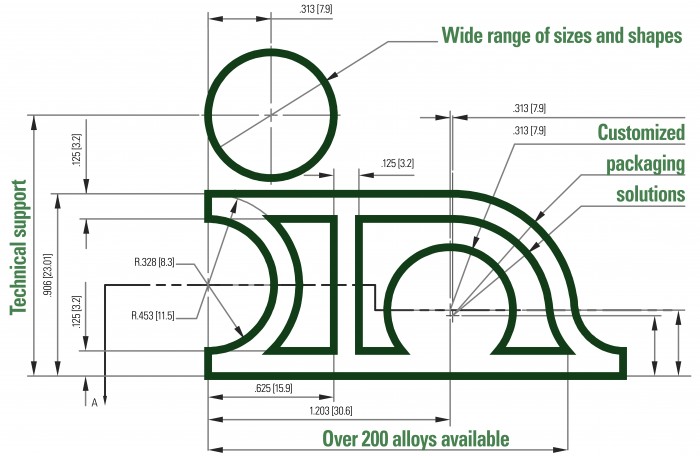 .313 [7.9]
Wide range of sizes and shapes
.313 [7.9]
.313 [7.9]
Customized
packaging
solutions
.125 [3.2]
.125 [3.2]
Technical support
.906 [23.01]
R.328 [8.3]
R.453 [11.5]
.125 [3.2]
A
.625 [15.9]
1.203 [30.6]
Over 200 alloys available